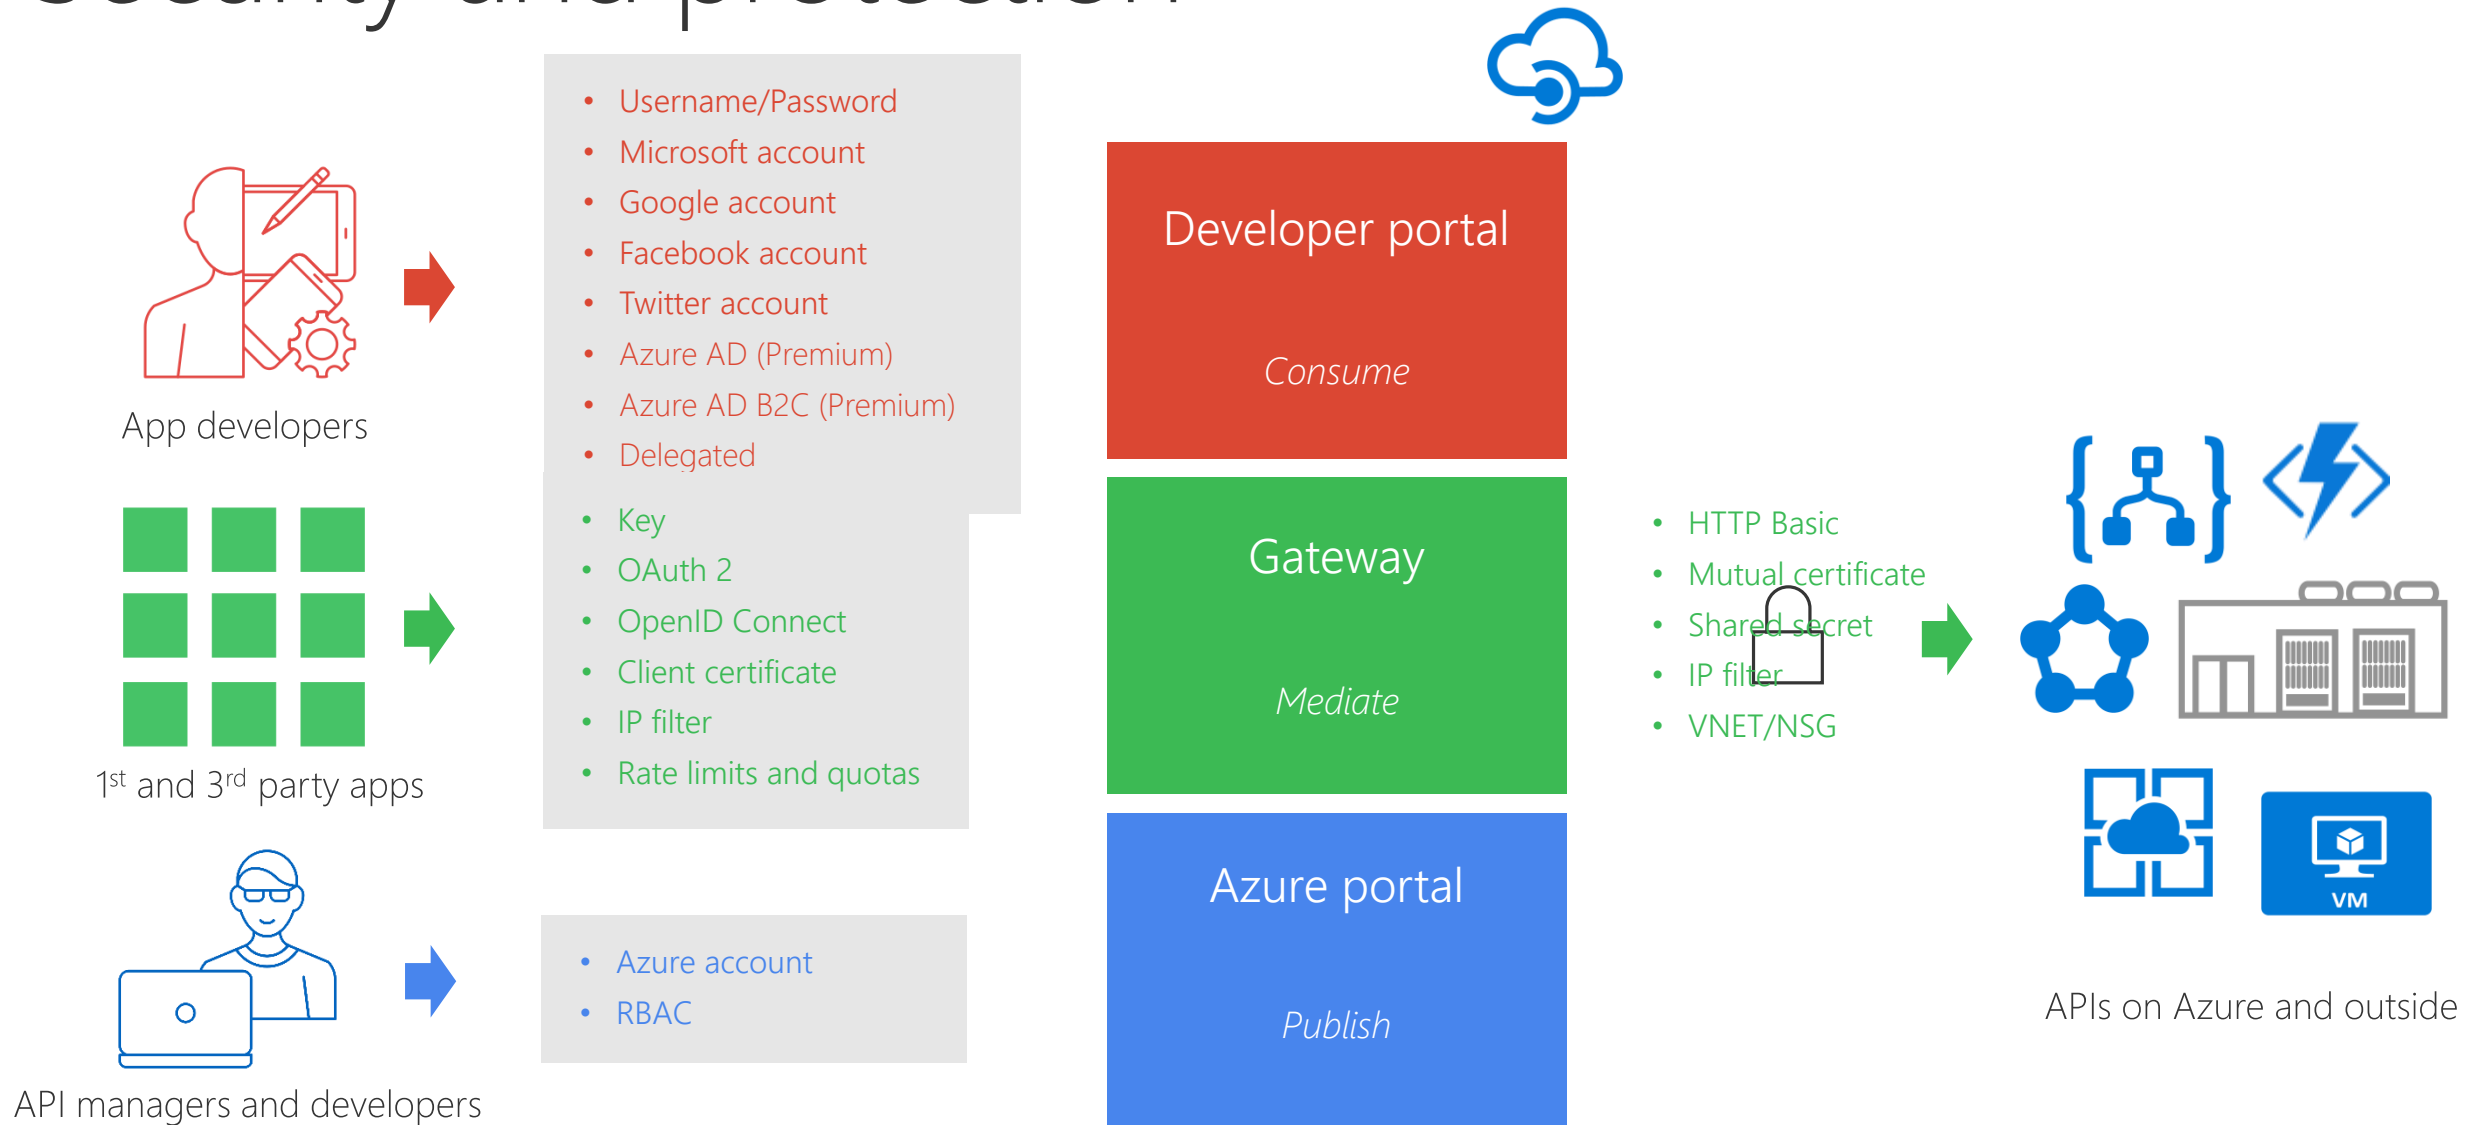 Security and protection
• Username/Password
• Microsoft account
• Google account
• Facebook account
• Twitter account
• Azure AD (Premium)
• Azure AD B2C (Premium)
• Delegated
App developers
Developer portal
Consume
• Key
• OAuth 2
• OpenID Connect
• Client certificate
• IP filter
• Rate limits and quotas
1st and 3rd party apps
Gateway
Mediate
• HTTP Basic
• Mutual certificate
• Shared secret
• IP filter
• VNET/NSG
• Azure account
• RBAC
API managers and developers
Azure portal
Publish
VM
APIs on Azure and outside